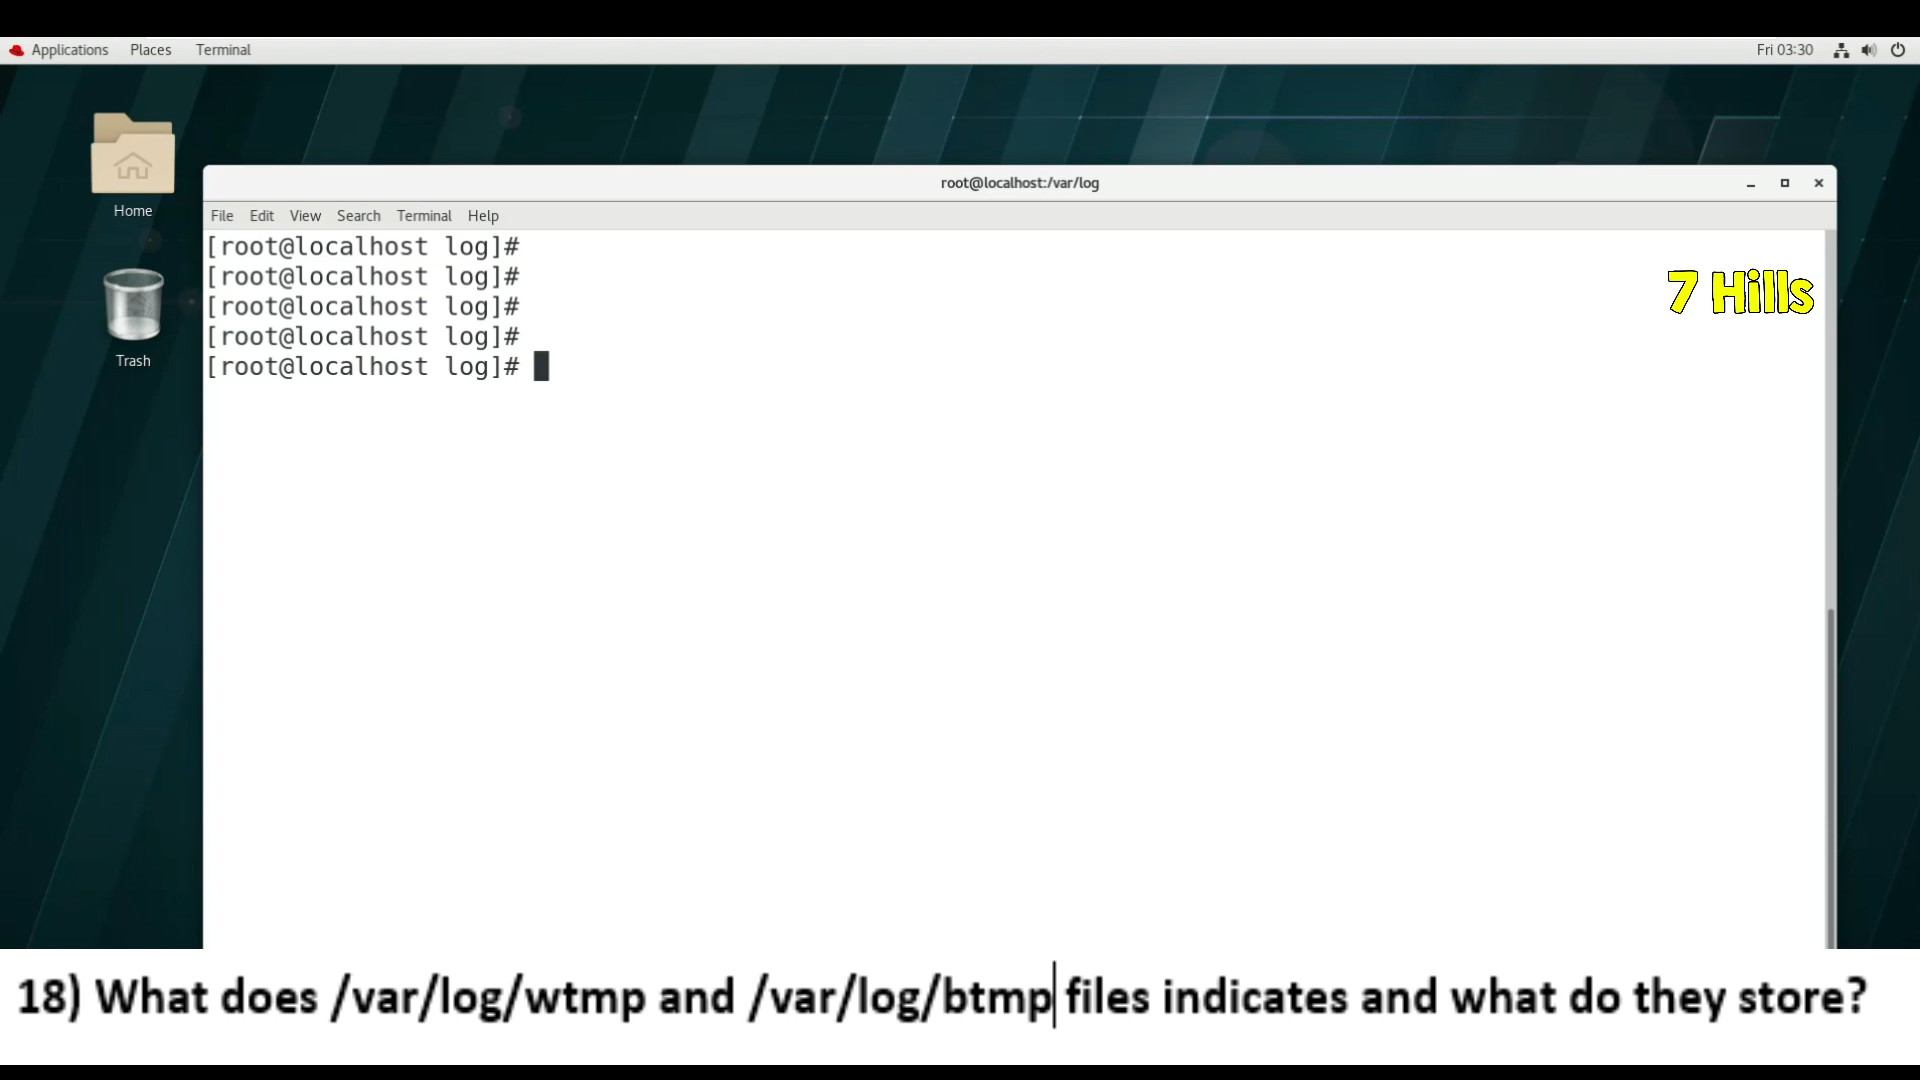 Applications Places Terminal Fri 03:30
Home
Trash
root@localhost:/var/log
File Edit View Search Terminal Help
[root@localhost log]#
[root@localhost log]#
[root@localhost log]#
[root@localhost log]#
[root@localhost log]#
7 Hills
18) What does /var/log/wtmp and /var/log/btmp files indicates and what do they store?